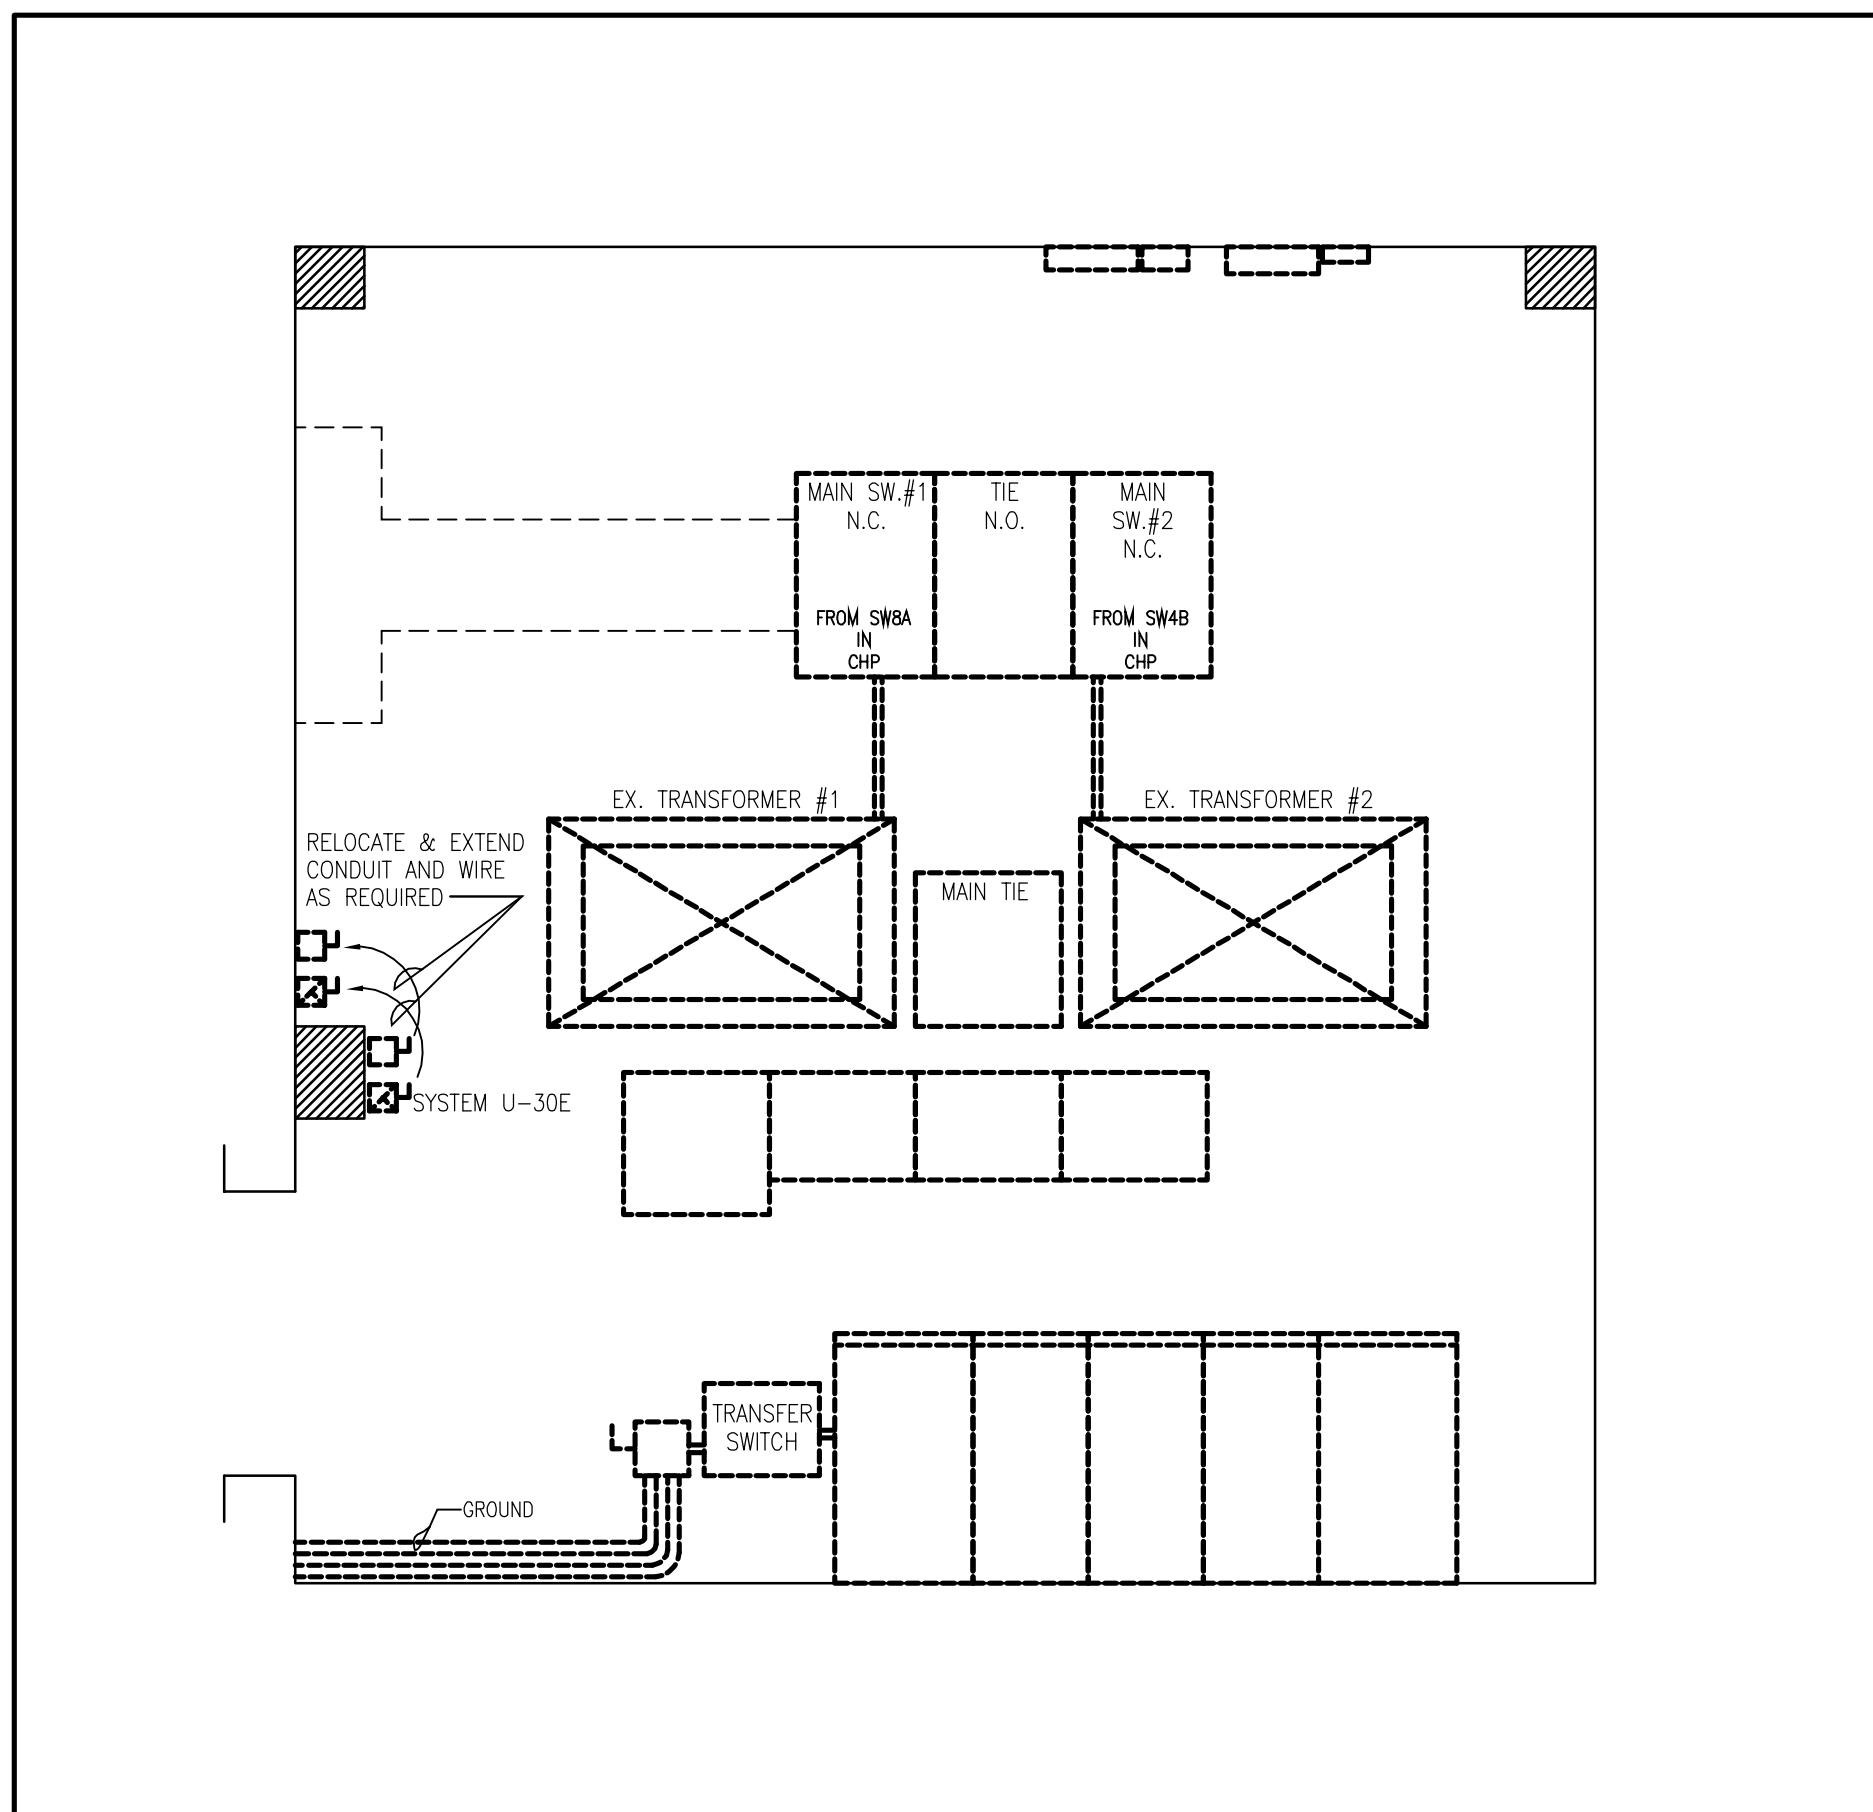 MAIN SW.#1
N.C.
TIE
N.O.
MAIN
SW.#2
N.C.
FROM SW8A
IN
CHP
FROM SW4B
IN
CHP
EX. TRANSFORMER #1
EX. TRANSFORMER #2
RELOCATE & EXTEND
CONDUIT AND WIRE
AS REQUIRED
MAIN TIE
SYSTEM U-30E
TRANSFER
SWITCH
GROUND